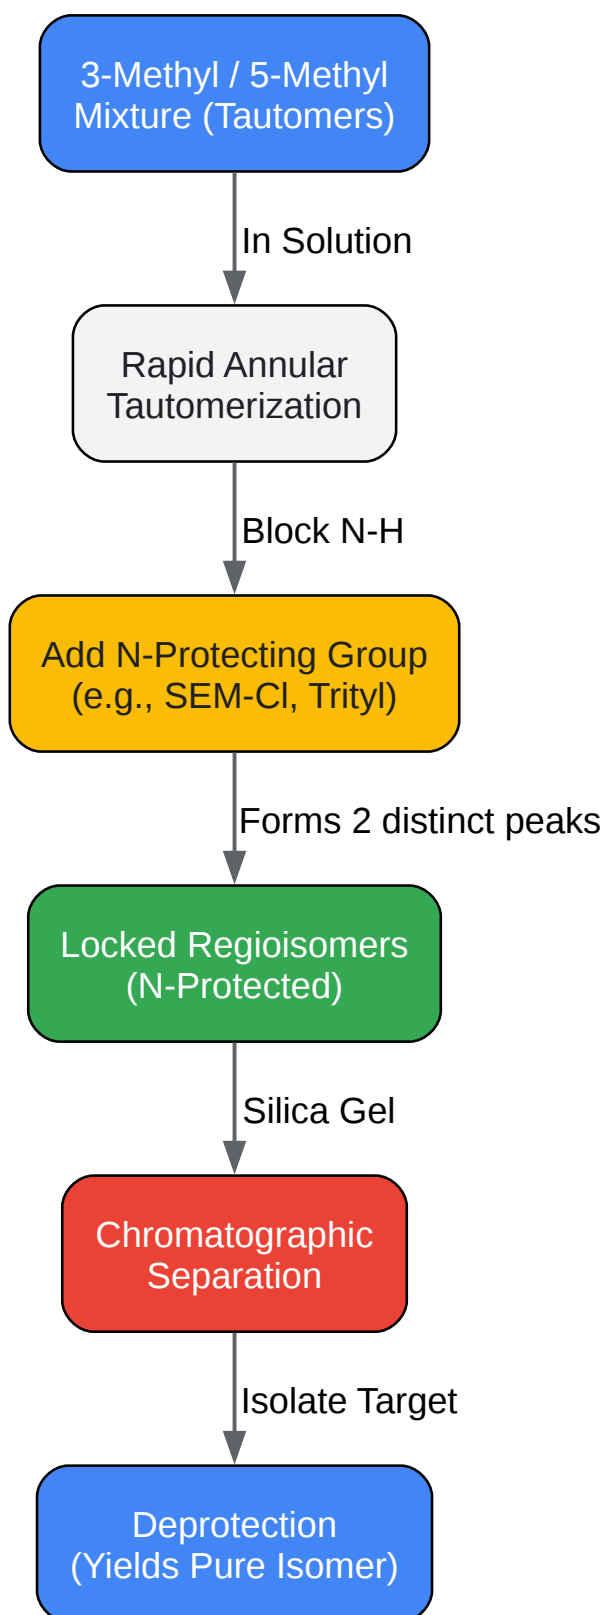 3-Methyl / 5-Methyl
Mixture (Tautomers)
In Solution
Rapid Annular
Tautomerization
Block N-H
Add N-Protecting Group
(e.g., SEM-Cl, Trityl)
Forms 2 distinct peaks
Locked Regioisomers
(N-Protected)
Silica Gel
Chromatographic
Separation
Isolate Target
Deprotection
(Yields Pure Isomer)